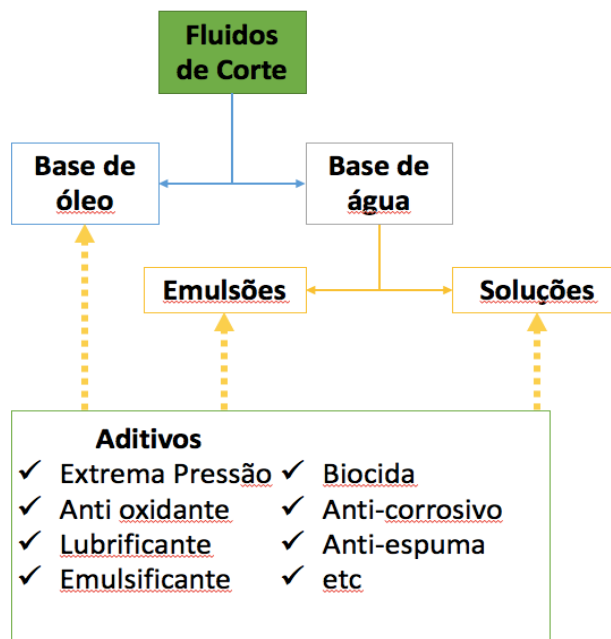 Fluidos
de Corte
Base de
óleo
Base de
água
Emulsões
Soluções
Aditivos
✓ Extrema Pressão
✓ Anti oxidante
✓ Lubrificante
✓ Emulsificante
✓ Biocida
✓ Anti-corrosivo
✓ Anti-espuma
✓ etc